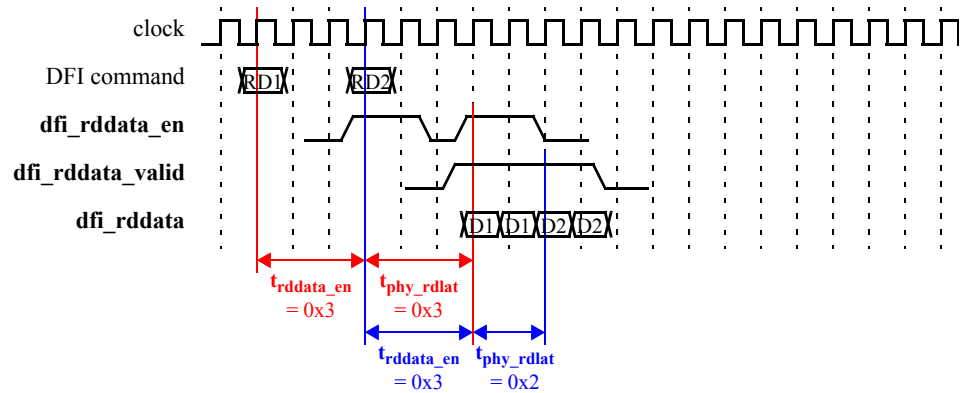 clock
DFI command RD1 RD2
dfi_rddata_en
dfi_rddata_valid
dfi_rddata D1 D1 D2 D2
trddata_en tphy_rdlat
= 0x3 = 0x3
trddata_en tphy_rdlat
= 0x3 = 0x2